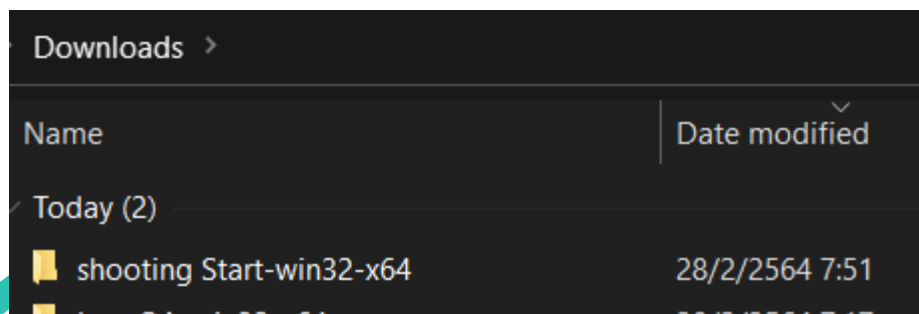 Downloads
Name Date modified
Today (2)
shooting Start-win32-x64 28/2/2564 7:51